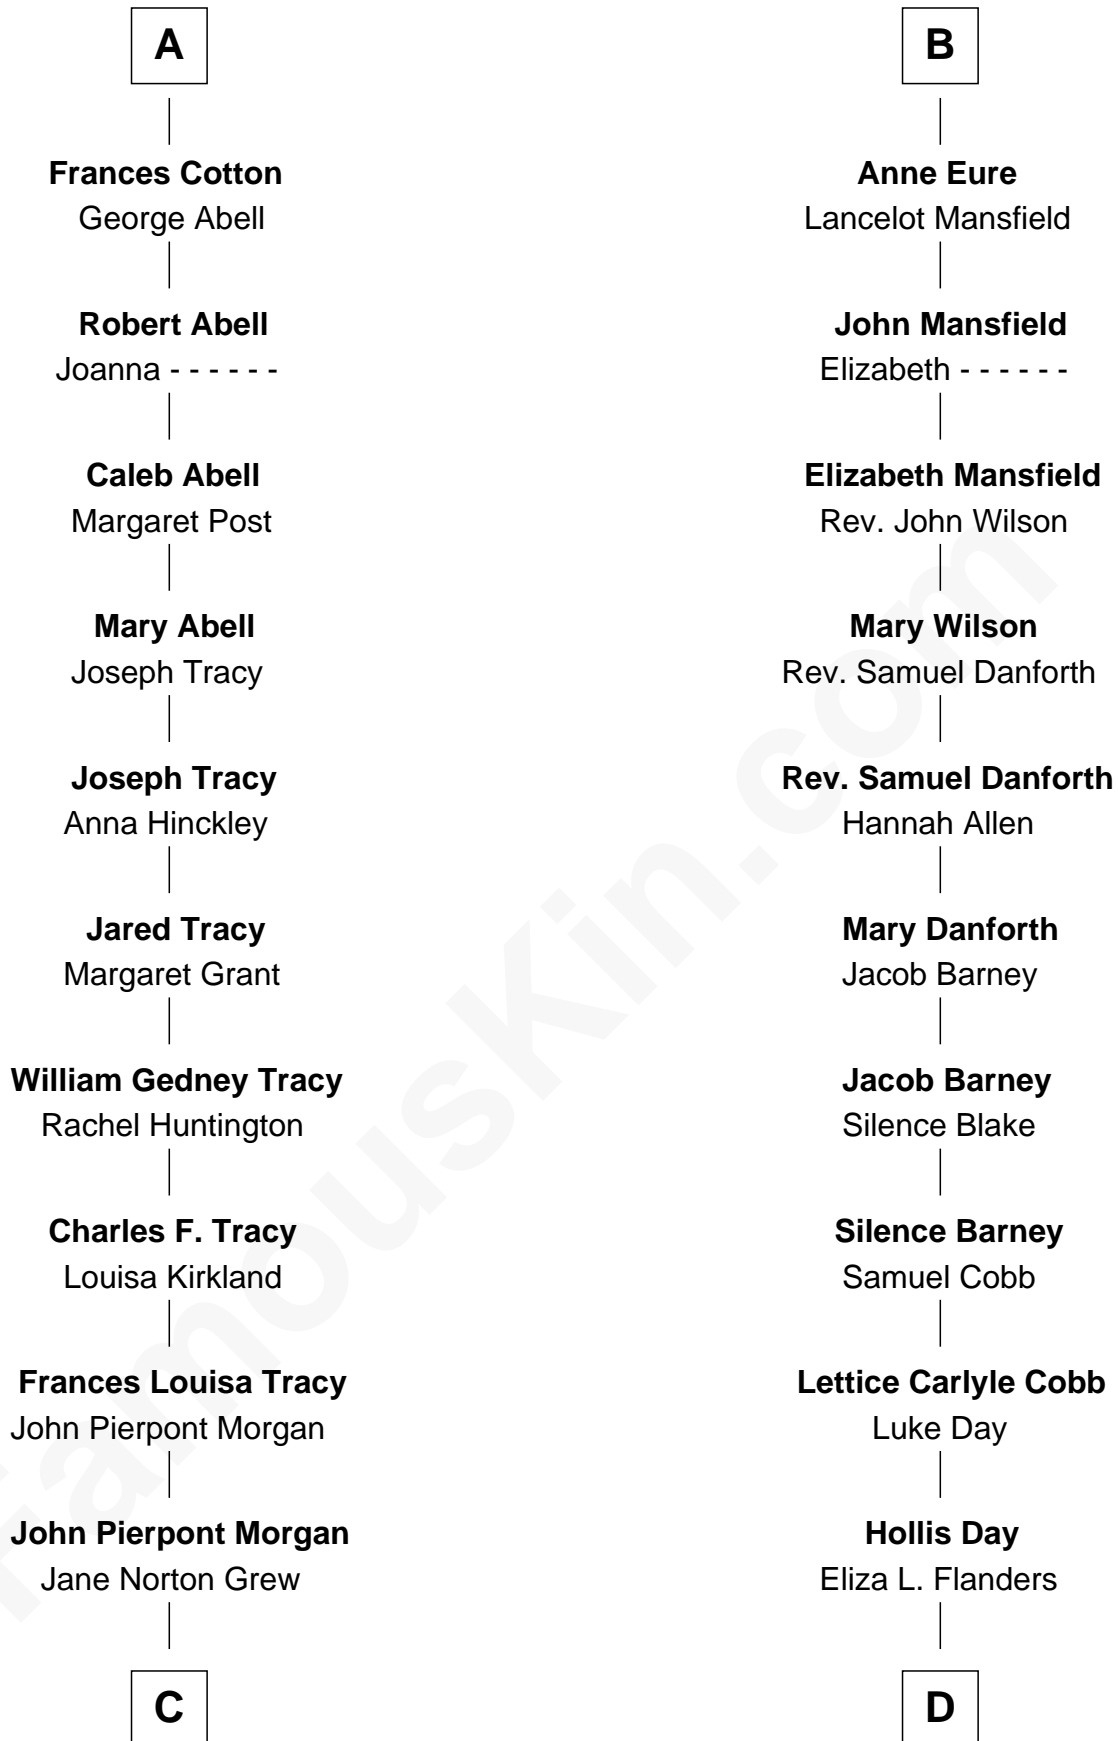 A
Frances Cotton
George Abell
Robert Abell
Joanna - - - - - -
Caleb Abell
Margaret Post
Mary Abell
Joseph Tracy
Joseph Tracy
Anna Hinckley
Jared Tracy
Margaret Grant
William Gedney Tracy
Rachel Huntington
Charles F. Tracy
Louisa Kirkland
Frances Louisa Tracy
John Pierpont Morgan
John Pierpont Morgan
Jane Norton Grew
C
B
Anne Eure
Lancelot Mansfield
John Mansfield
Elizabeth - - - - - -
Elizabeth Mansfield
Rev. John Wilson
Mary Wilson
Rev. Samuel Danforth
Rev. Samuel Danforth
Hannah Allen
Mary Danforth
Jacob Barney
Jacob Barney
Silence Blake
Silence Barney
Samuel Cobb
Lettice Carlyle Cobb
Luke Day
Hollis Day
Eliza L. Flanders
D
FamousKin.com